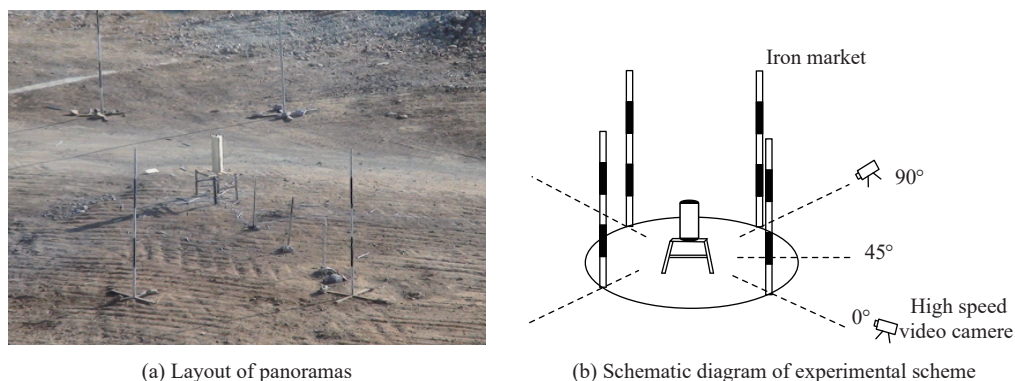 Iron market
90°
45°
0°
High speed
video camere
(a) Layout of panoramas
(b) Schematic diagram of experimental scheme